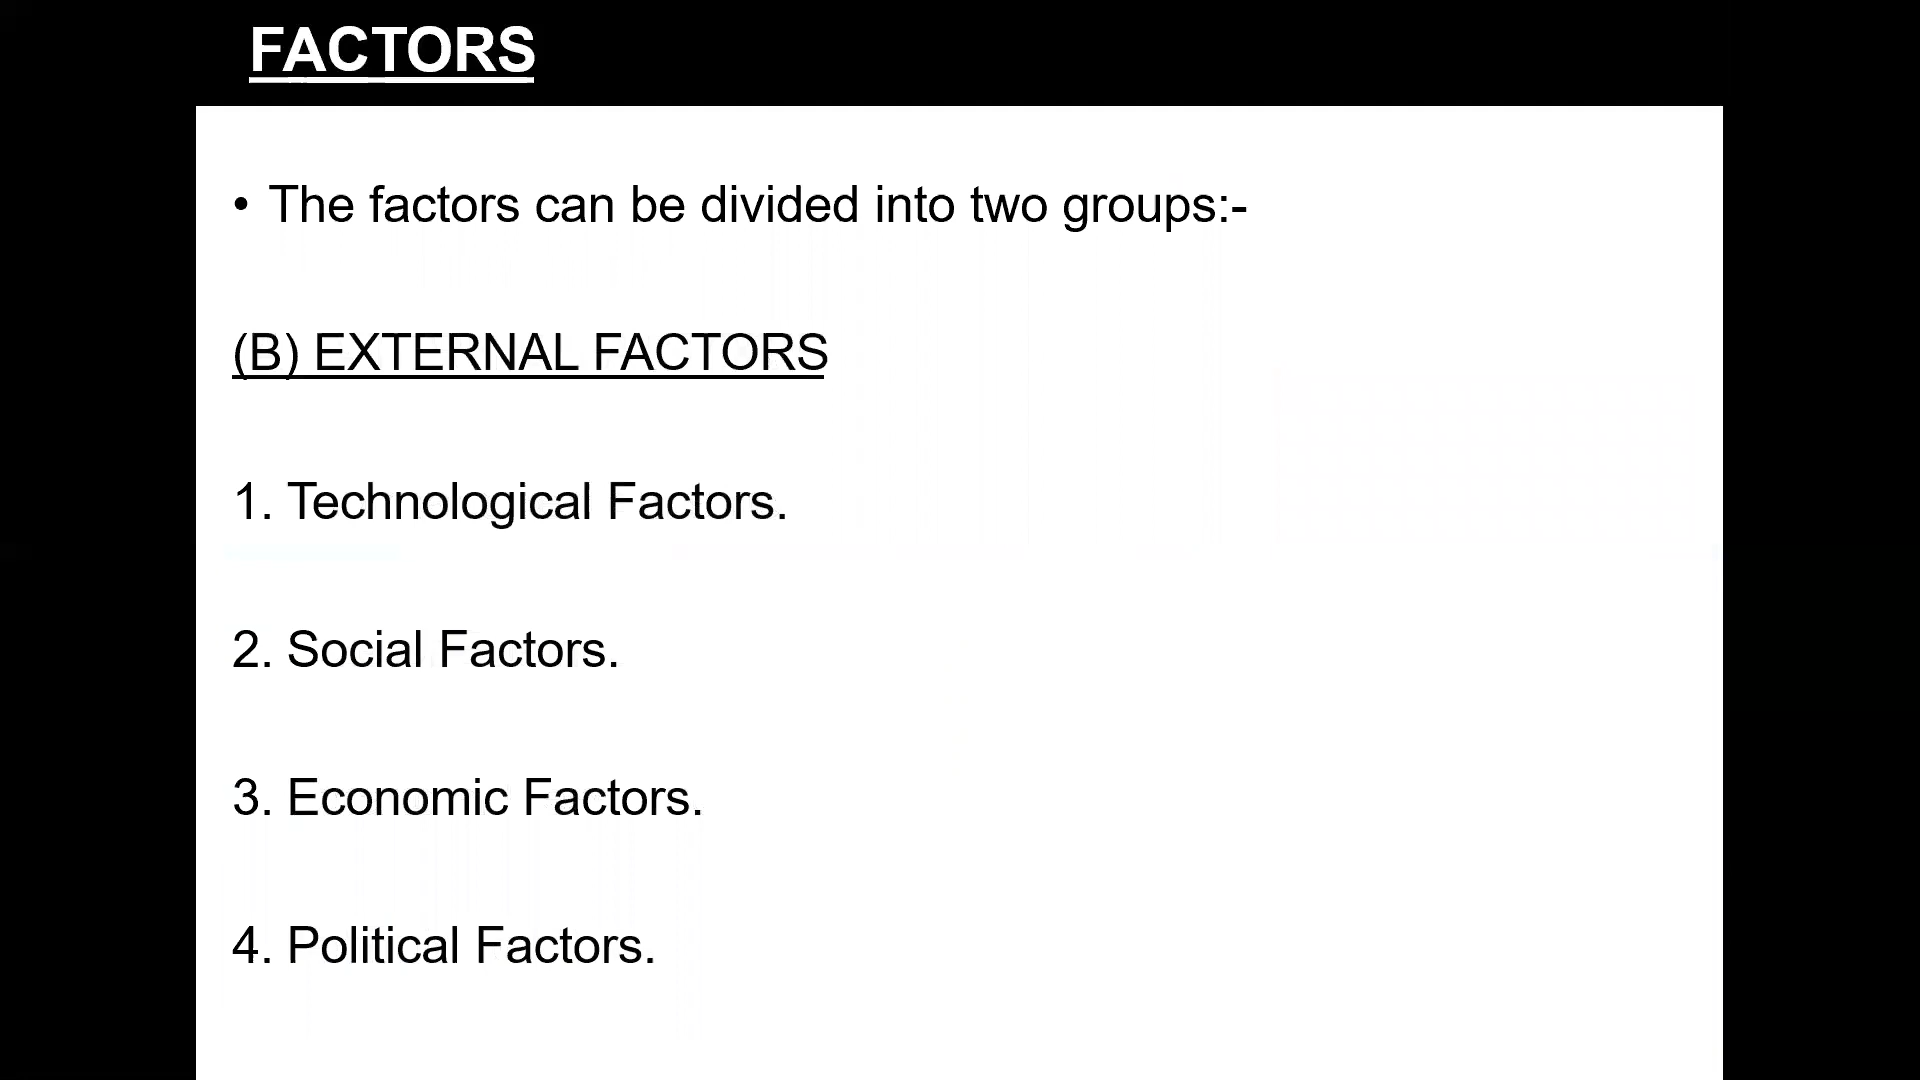 FACTORS
• The factors can be divided into two groups:-
(B) EXTERNAL FACTORS
1. Technological Factors.
2. Social Factors.
3. Economic Factors.
4. Political Factors.